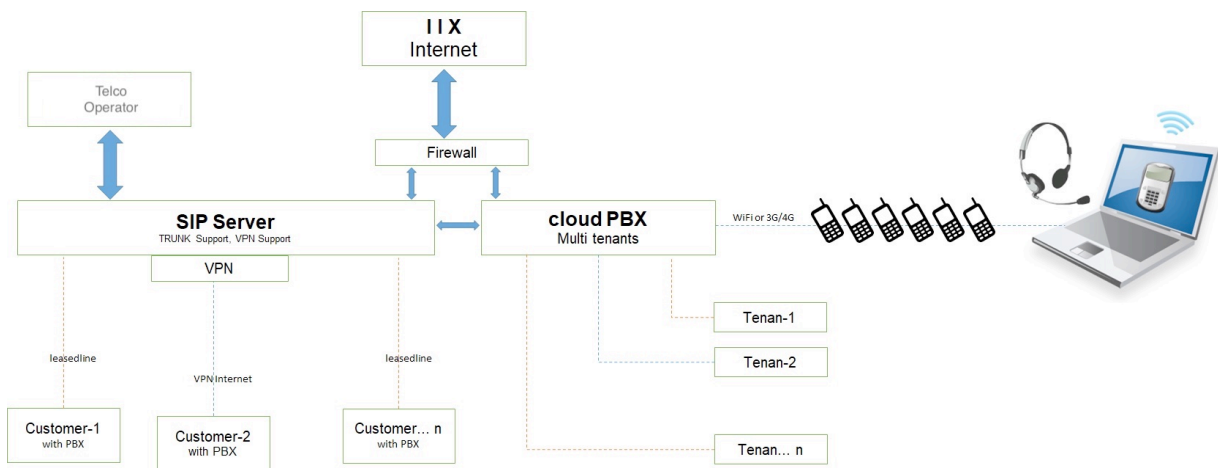 I I X
Internet
Telco
Operator
Firewall
SIP Server
TRUNK Support, VPN Support
cloud PBX
Multi tenants
WiFi or 3G/4G
VPN
Tenan-1
leasedline
leasedline
Tenan-2
VPN Internet
Customer-1
with PBX
Customer-2
with PBX
Customer... n
with PBX
Tenan... n